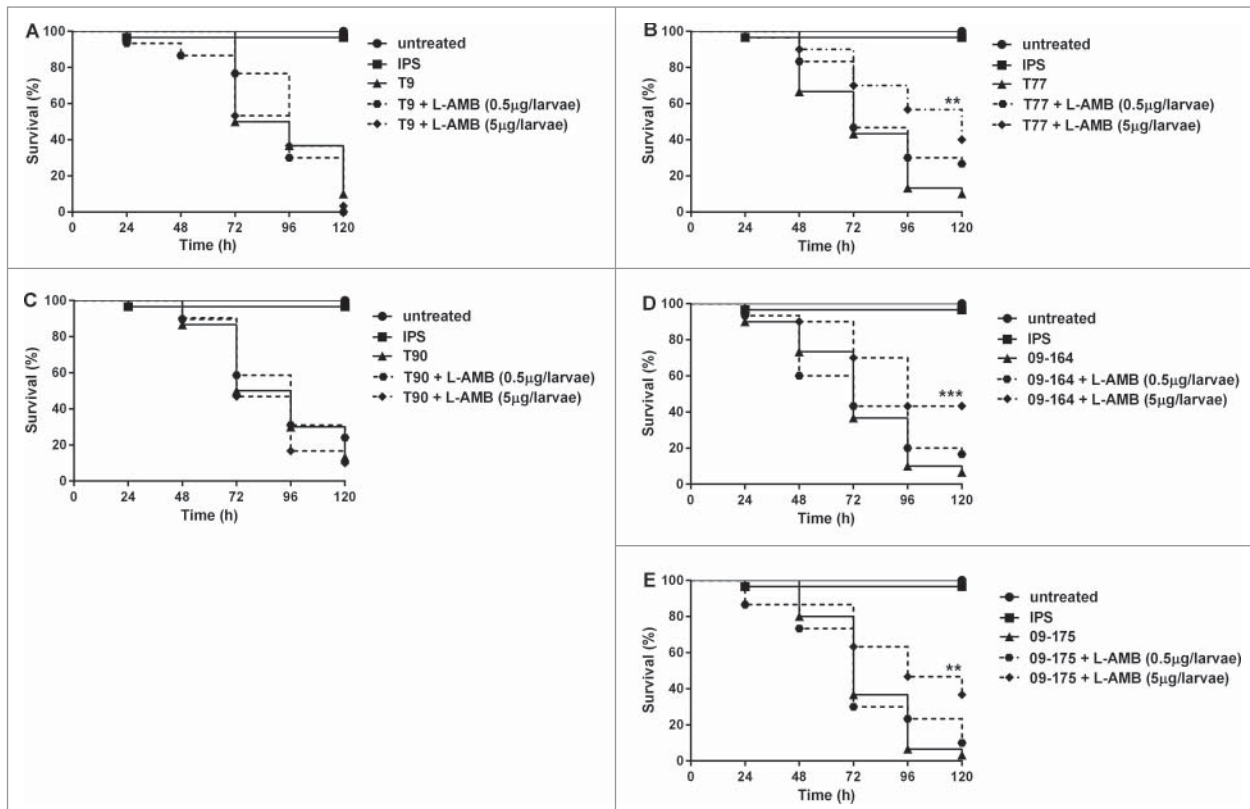 A
100
80
60
40
20
0
Survival (%)
0 24 48 72 96 120
Time (h)
untreated
IPS
T9
T9 + L-AMB (0.5µg/larvae)
T9 + L-AMB (5µg/larvae)
B
100
80
60
40
20
0
Survival (%)
**
0 24 48 72 96 120
Time (h)
untreated
IPS
T77
T77 + L-AMB (0.5µg/larvae)
T77 + L-AMB (5µg/larvae)
C
100
80
60
40
20
0
Survival (%)
0 24 48 72 96 120
Time (h)
untreated
IPS
T90
T90 + L-AMB (0.5µg/larvae)
T90 + L-AMB (5µg/larvae)
D
100
80
60
40
20
0
Survival (%)
***
0 24 48 72 96 120
Time (h)
untreated
IPS
09-164
09-164 + L-AMB (0.5µg/larvae)
09-164 + L-AMB (5µg/larvae)
E
100
80
60
40
20
0
Survival (%)
**
0 24 48 72 96 120
Time (h)
untreated
IPS
09-175
09-175 + L-AMB (0.5µg/larvae)
09-175 + L-AMB (5µg/larvae)